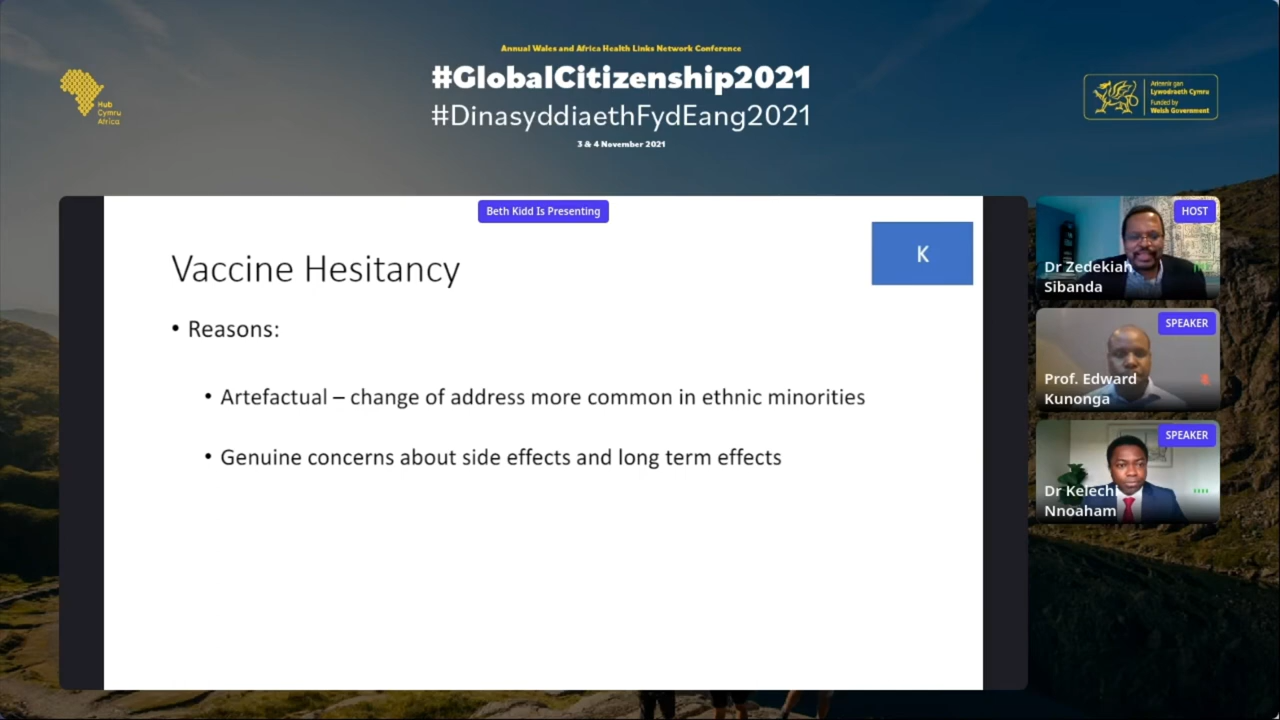 Annual Wales and Africa Health Links Network Conference
#GlobalCitizenship2021
#DinasyddiaethFydEang2021
3 & 4 November 2021
Hub
Cymru
Africa
Ariennir gan
Lywodraeth Cymru
Funded by
Welsh Government
Beth Kidd Is Presenting
K
Vaccine Hesitancy
• Reasons:
• Artefactual – change of address more common in ethnic minorities
• Genuine concerns about side effects and long term effects
HOST
Dr Zedekiah
Sibanda
SPEAKER
Prof. Edward
Kunonga
SPEAKER
Dr Kelechi
Nnoaham